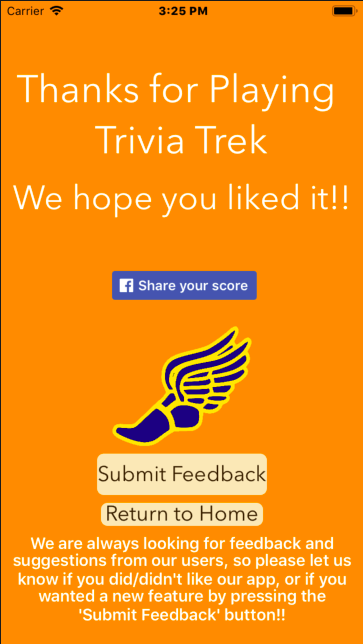 Carrier 3:25 PM
Thanks for Playing
Trivia Trek
We hope you liked it!!
Share your score
Submit Feedback
Return to Home
We are always looking for feedback and
suggestions from our users, so please let us
know if you did/didn't like our app, or if you
wanted a new feature by pressing the
'Submit Feedback' button!!